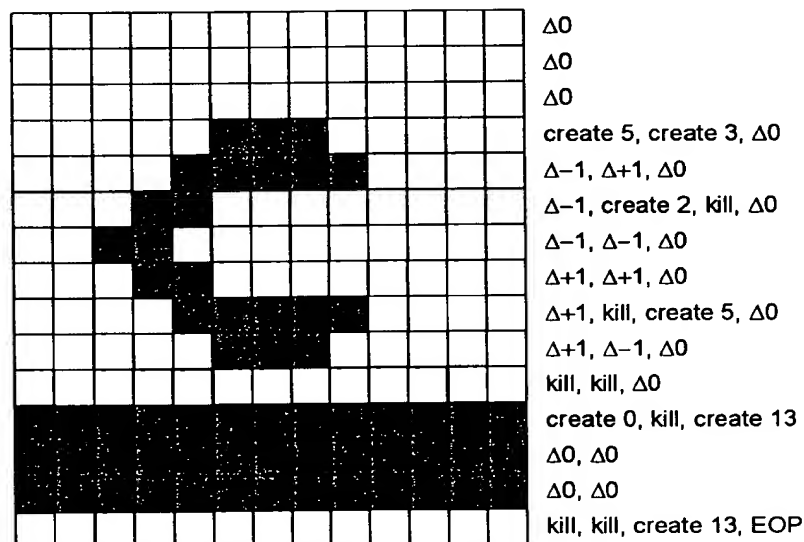 Δ0
Δ0
Δ0
create 5, create 3, Δ0
Δ−1, Δ+1, Δ0
Δ−1, create 2, kill, Δ0
Δ−1, Δ−1, Δ0
Δ+1, Δ+1, Δ0
Δ+1, kill, create 5, Δ0
Δ+1, Δ−1, Δ0
kill, kill, Δ0
create 0, kill, create 13
Δ0, Δ0
Δ0, Δ0
kill, kill, create 13, EOP